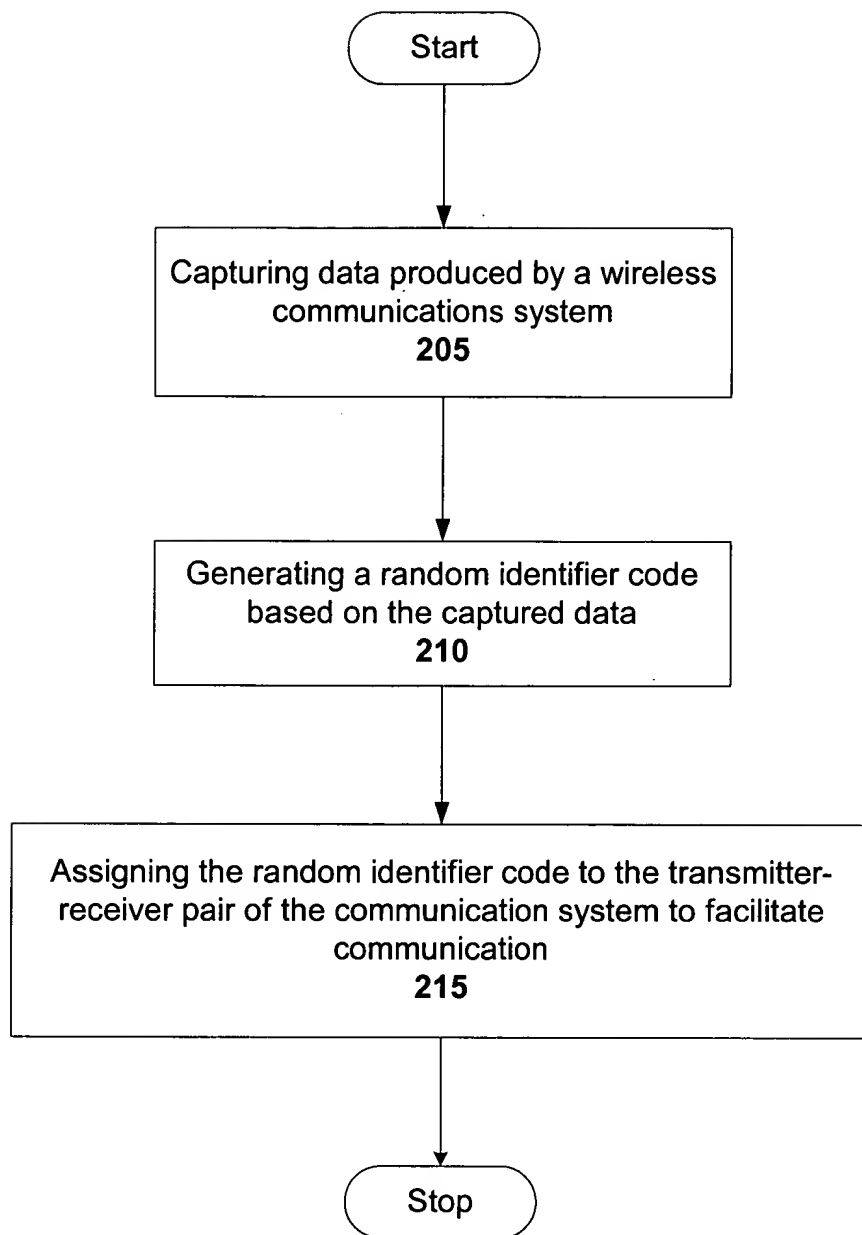 Start
Capturing data produced by a wireless
communications system
205
Generating a random identifier code
based on the captured data
210
Assigning the random identifier code to the transmitter-
receiver pair of the communication system to facilitate
communication
215
Stop